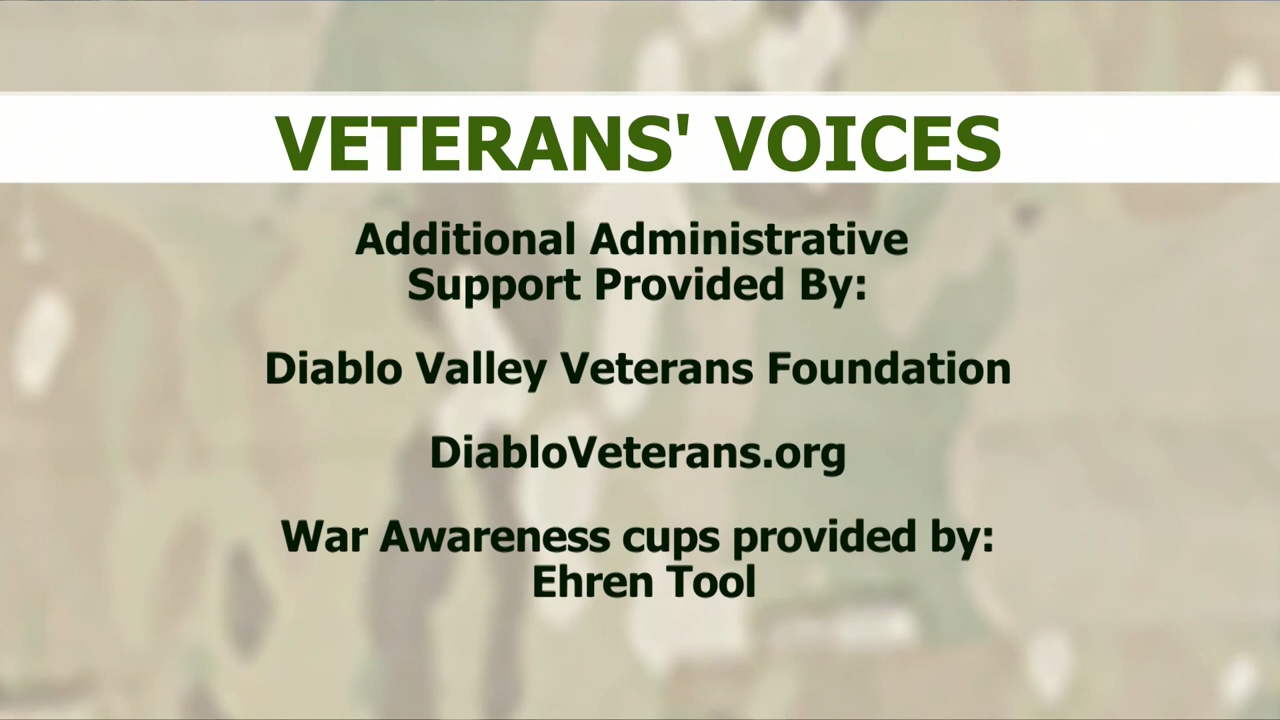 VETERANS' VOICES
Additional Administrative
Support Provided By:
Diablo Valley Veterans Foundation
DiabloVeterans.org
War Awareness cups provided by:
Ehren Tool